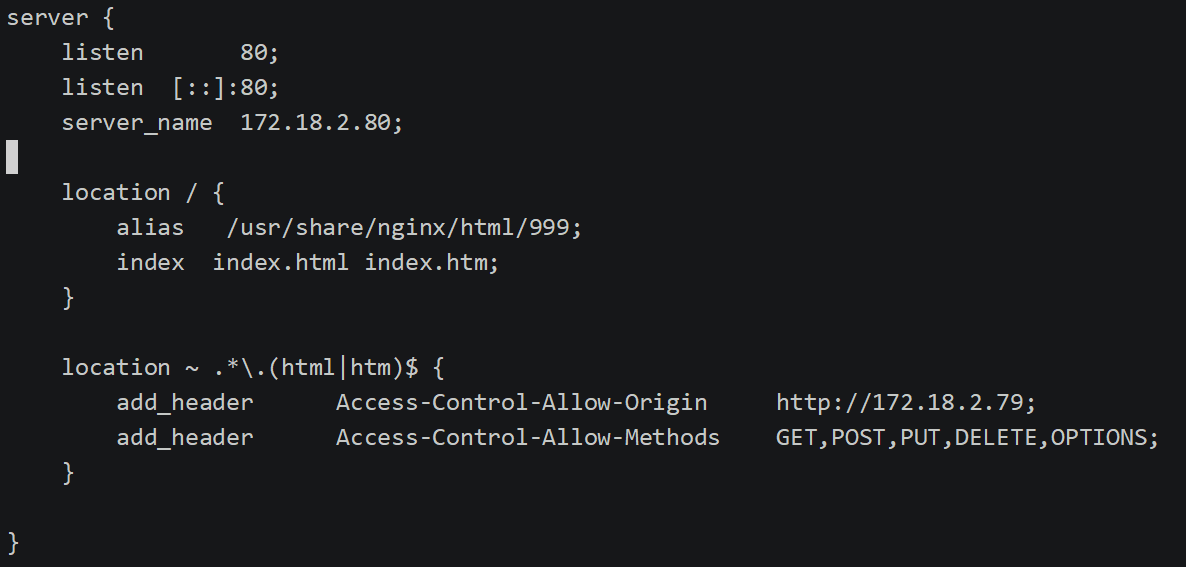 server {
    listen       80;
    listen  [::]:80;
    server_name  172.18.2.80;

    location / {
        alias   /usr/share/nginx/html/999;
        index  index.html index.htm;
    }

    location ~ .*\.(html|htm)$ {
        add_header      Access-Control-Allow-Origin     http://172.18.2.79;
        add_header      Access-Control-Allow-Methods    GET,POST,PUT,DELETE,OPTIONS;
    }

}